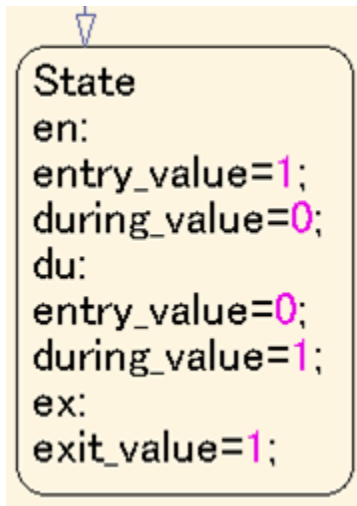 State
en:
entry_value=1;
during_value=0;
du:
entry_value=0;
during_value=1;
ex:
exit_value=1;